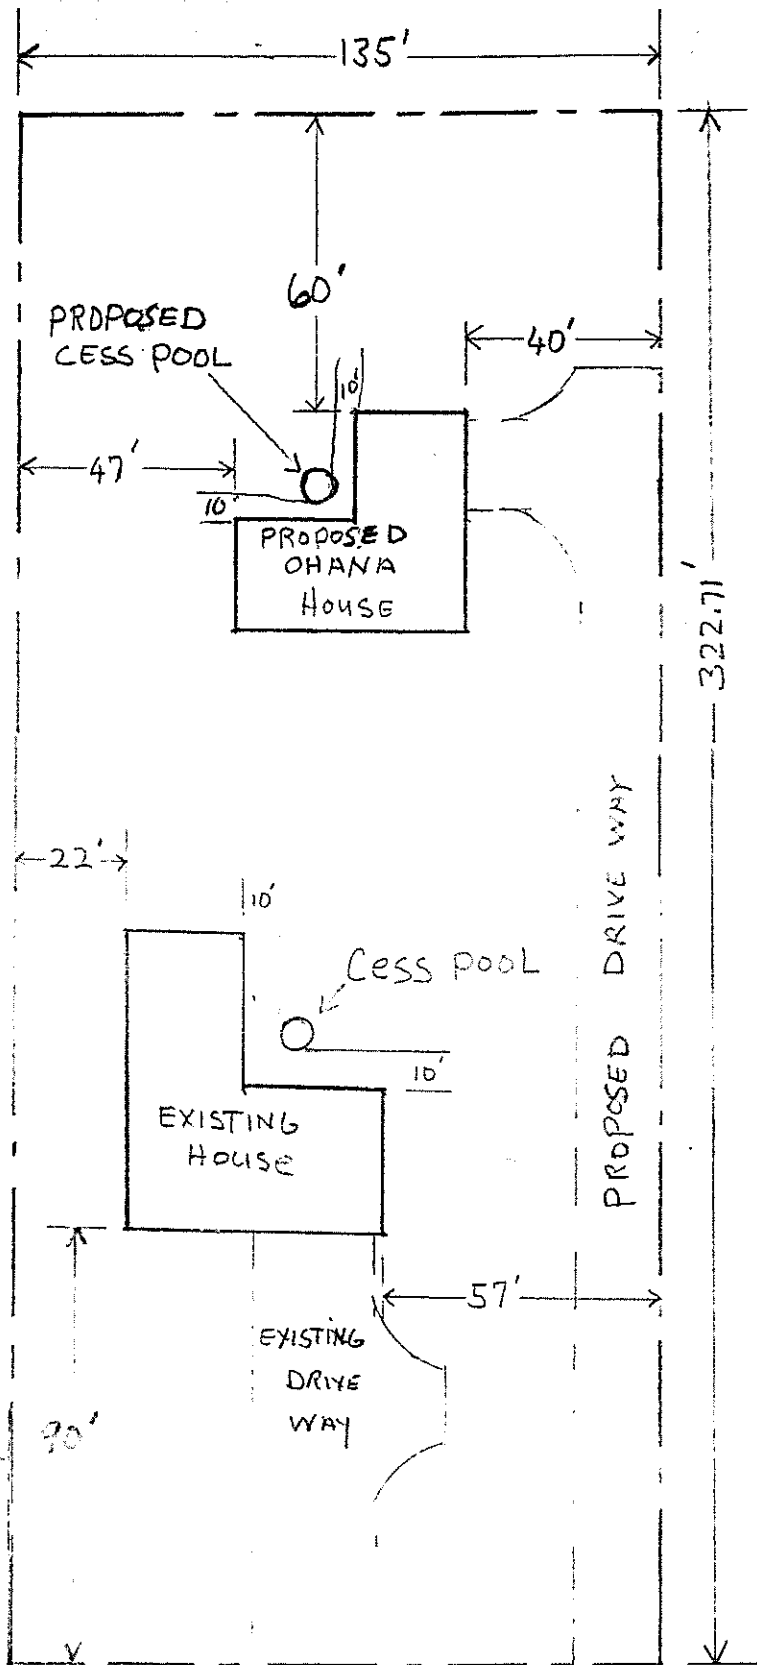 135'
60'
PROPOSED
CESS POOL
40'
10'
47'
10'
PROPOSED
OHANA
HOUSE
322.71'
22'
10'
CESS POOL
10'
PROPOSED DRIVE WAY
EXISTING
HOUSE
57'
EXISTING
DRIVE
WAY
90'